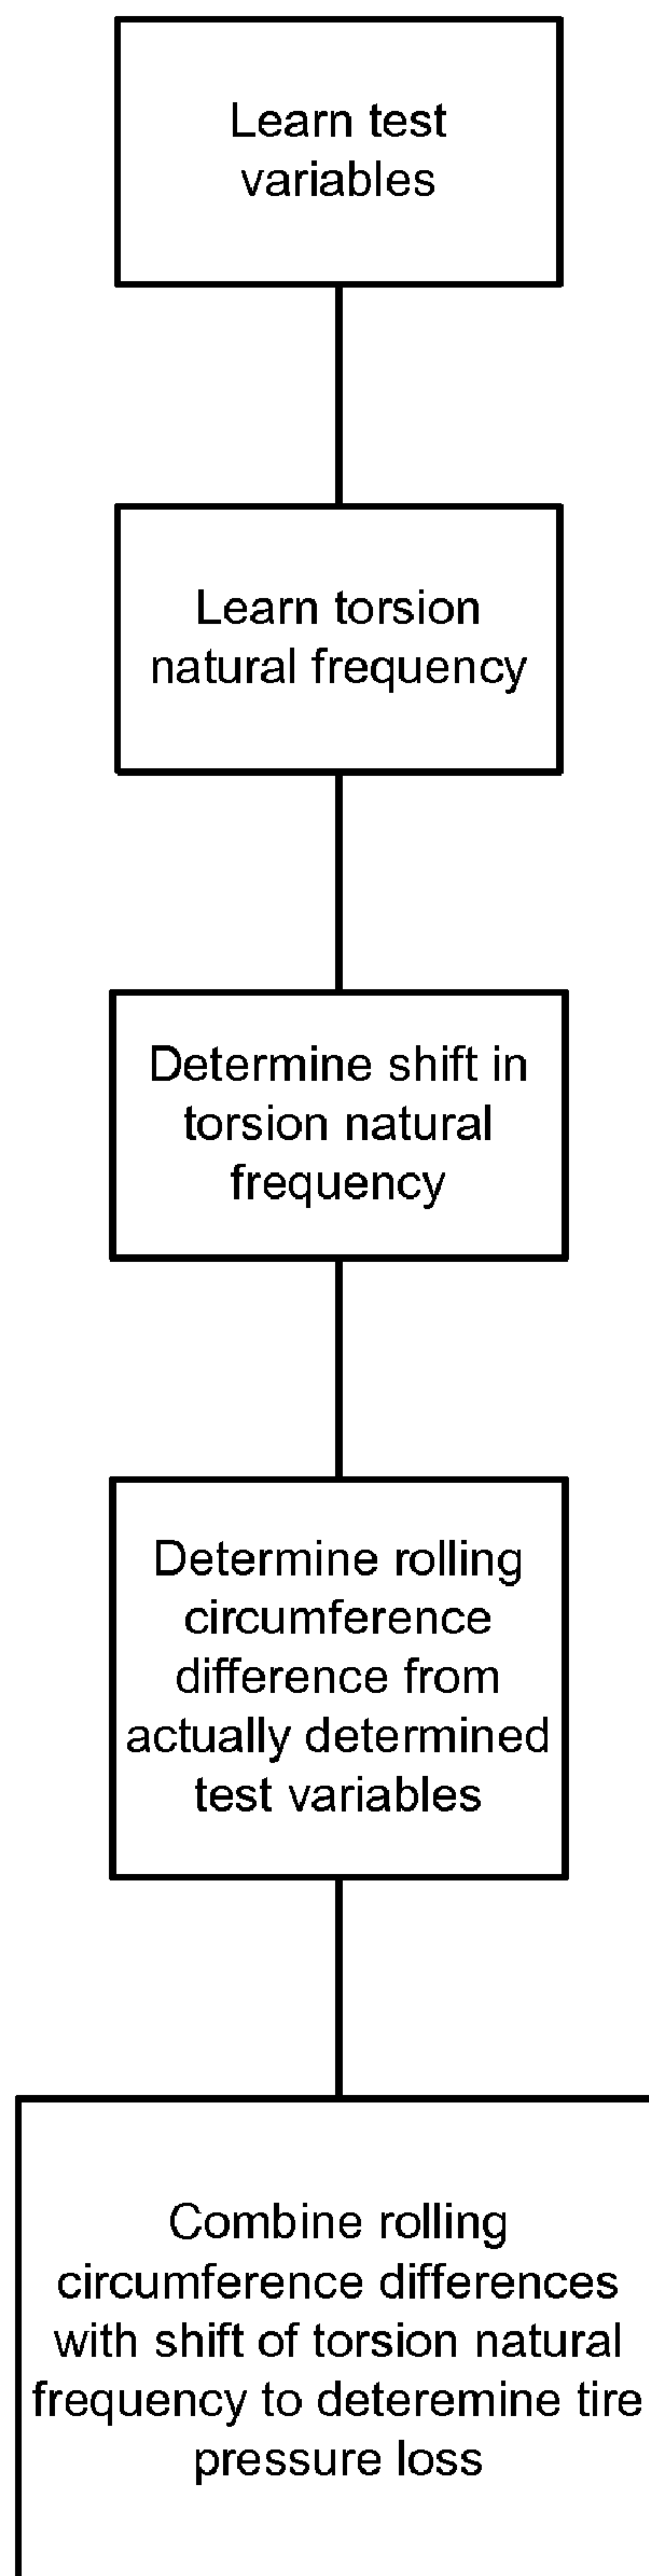 Learn test
variables
Learn torsion
natural frequency
Determine shift in
torsion natural
frequency
Determine rolling
circumference
difference from
actually determined
test variables
Combine rolling
circumference differences
with shift of torsion natural
frequency to deteremine tire
pressure loss